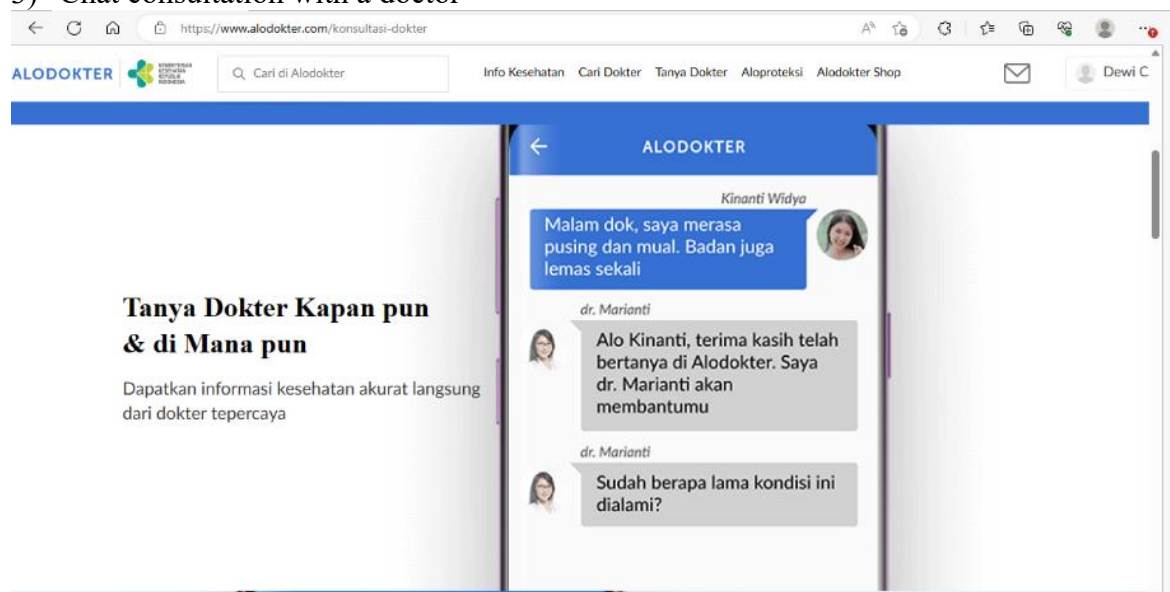 3) Chat consultation with a doctor
https://www.alodokter.com/konsultasi-dokter
ALODOKTER
KEMENTERIAN
KESEHATAN
REPUBLIK
INDONESIA
Cari di Alodokter
Info Kesehatan Cari Dokter Tanya Dokter Aloproteksi Alodokter Shop
Dewi C
ALODOKTER
Kinanti Widya
Malam dok, saya merasa
pusing dan mual. Badan juga
lemas sekali
Tanya Dokter Kapan pun
& di Mana pun
Dapatkan informasi kesehatan akurat langsung
dari dokter tepercaya
dr. Marianti
Alo Kinanti, terima kasih telah
bertanya di Alodokter. Saya
dr. Marianti akan
membantumu
dr. Marianti
Sudah berapa lama kondisi ini
dialami?